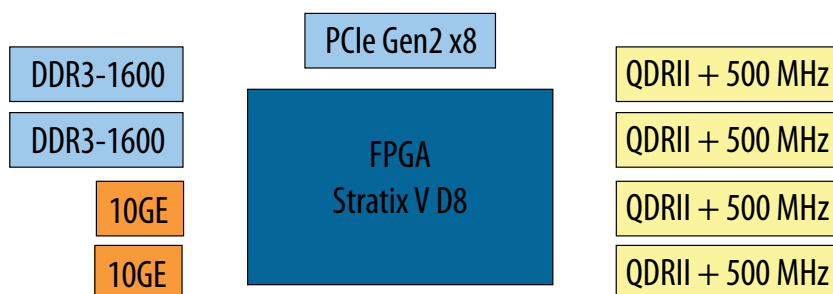 PCIe Gen2 x8
DDR3-1600
DDR3-1600
10GE
10GE
FPGA
Stratix V D8
QDRII + 500 MHz
QDRII + 500 MHz
QDRII + 500 MHz
QDRII + 500 MHz